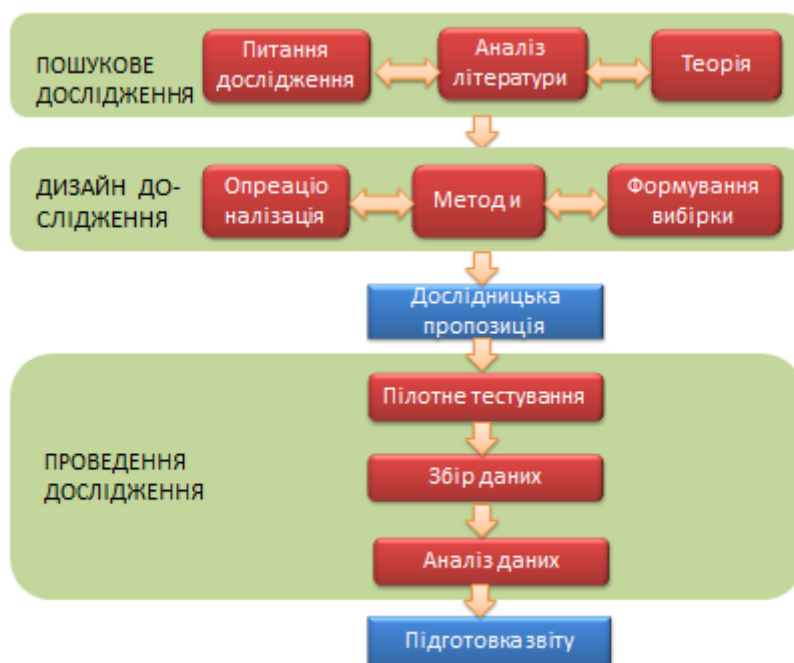 ПОШУКОВЕ
ДОСЛІДЖЕННЯ
Питання
дослідження
Аналіз
літератури
Теорія
ДИЗАЙН ДО-
СЛІДЖЕННЯ
Опреаціо
налізація
Методи
Формування
вибірки
Дослідницька
пропозиція
ПРОВЕДЕННЯ
ДОСЛІДЖЕННЯ
Пілотне тестування
Збір даних
Аналіз даних
Підготовка звіту